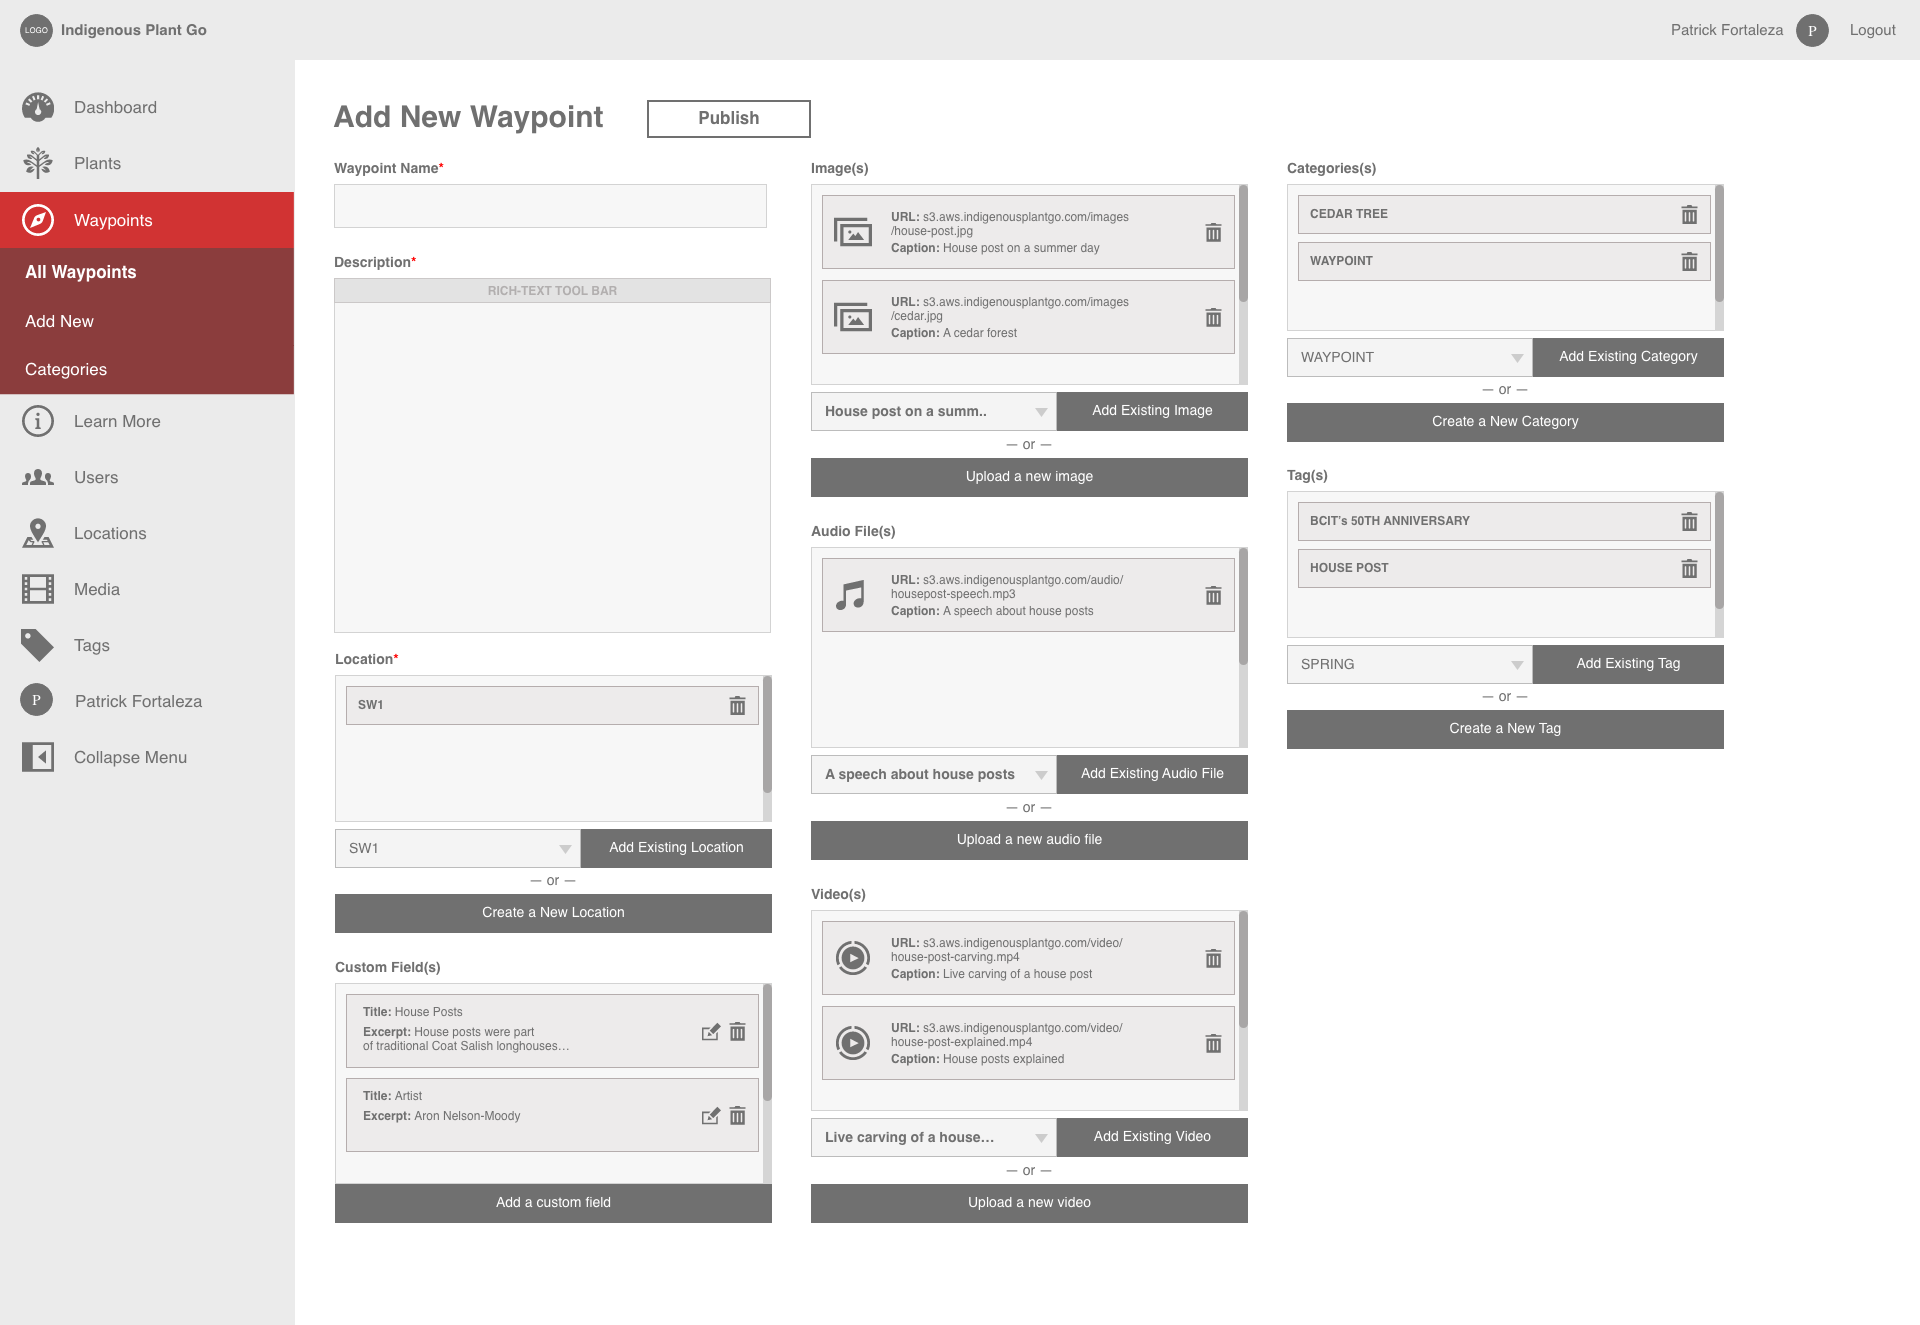 LOGO Indigenous Plant Go
Patrick Fortaleza P Logout
Dashboard
Plants
Waypoints
All Waypoints
Add New
Categories
Learn More
Users
Locations
Media
Tags
P Patrick Fortaleza
Collapse Menu
Add New Waypoint
Publish
Waypoint Name*
Description*
RICH-TEXT TOOL BAR
Location*
SW1
SW1
Add Existing Location
— or —
Create a New Location
Custom Field(s)
Title: House Posts
Excerpt: House posts were part
of traditional Coat Salish longhouses...
Title: Artist
Excerpt: Aron Nelson-Moody
Add a custom field
Image(s)
URL: s3.aws.indigenousplantgo.com/images
/house-post.jpg
Caption: House post on a summer day
URL: s3.aws.indigenousplantgo.com/images
/cedar.jpg
Caption: A cedar forest
House post on a summ..
Add Existing Image
— or —
Upload a new image
Audio File(s)
URL: s3.aws.indigenousplantgo.com/audio/
housepost-speech.mp3
Caption: A speech about house posts
A speech about house posts
Add Existing Audio File
— or —
Upload a new audio file
Video(s)
URL: s3.aws.indigenousplantgo.com/video/
house-post-carving.mp4
Caption: Live carving of a house post
URL: s3.aws.indigenousplantgo.com/video/
house-post-explained.mp4
Caption: House posts explained
Live carving of a house...
Add Existing Video
— or —
Upload a new video
Categories(s)
CEDAR TREE
WAYPOINT
WAYPOINT
Add Existing Category
— or —
Create a New Category
Tag(s)
BCIT's 50TH ANNIVERSARY
HOUSE POST
SPRING
Add Existing Tag
— or —
Create a New Tag